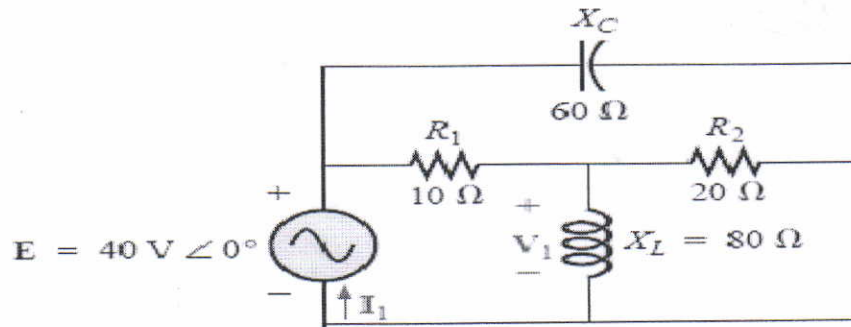 X_C
60 Ω
R_1
10 Ω
R_2
20 Ω
+
E = 40 V ∠ 0°
−
I_1
+
V_1
−
X_L = 80 Ω